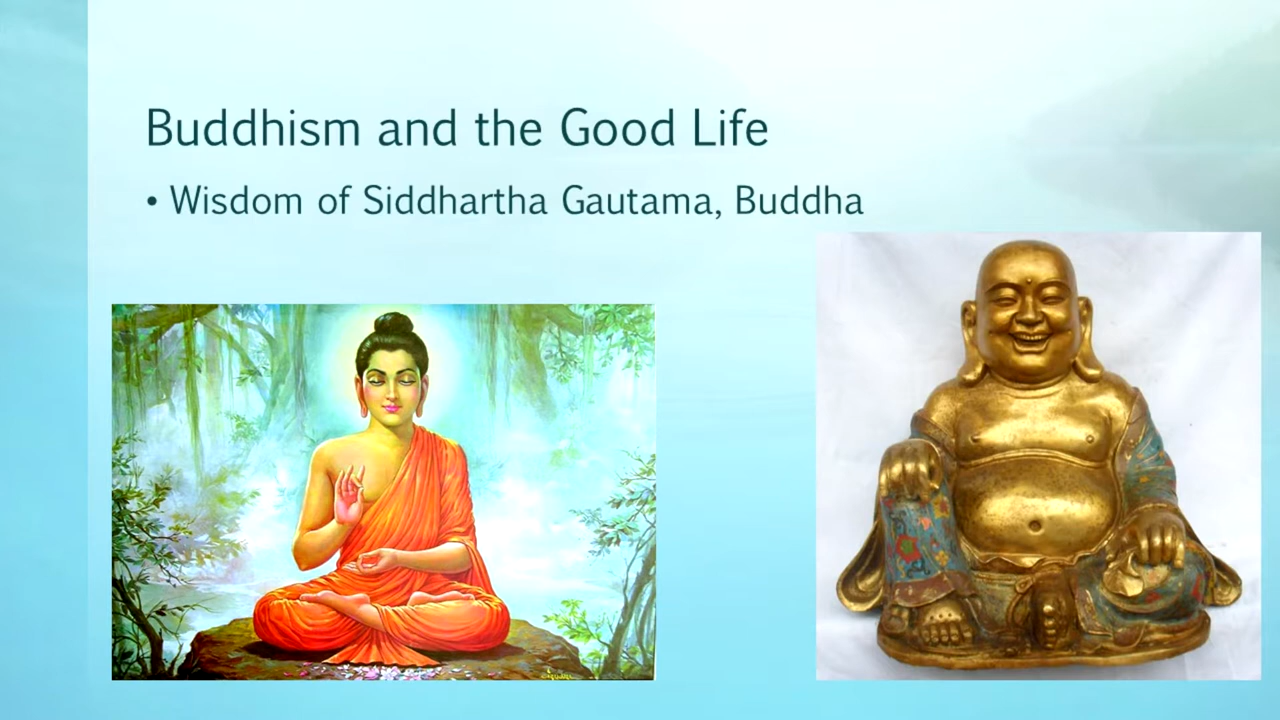 Buddhism and the Good Life
• Wisdom of Siddhartha Gautama, Buddha